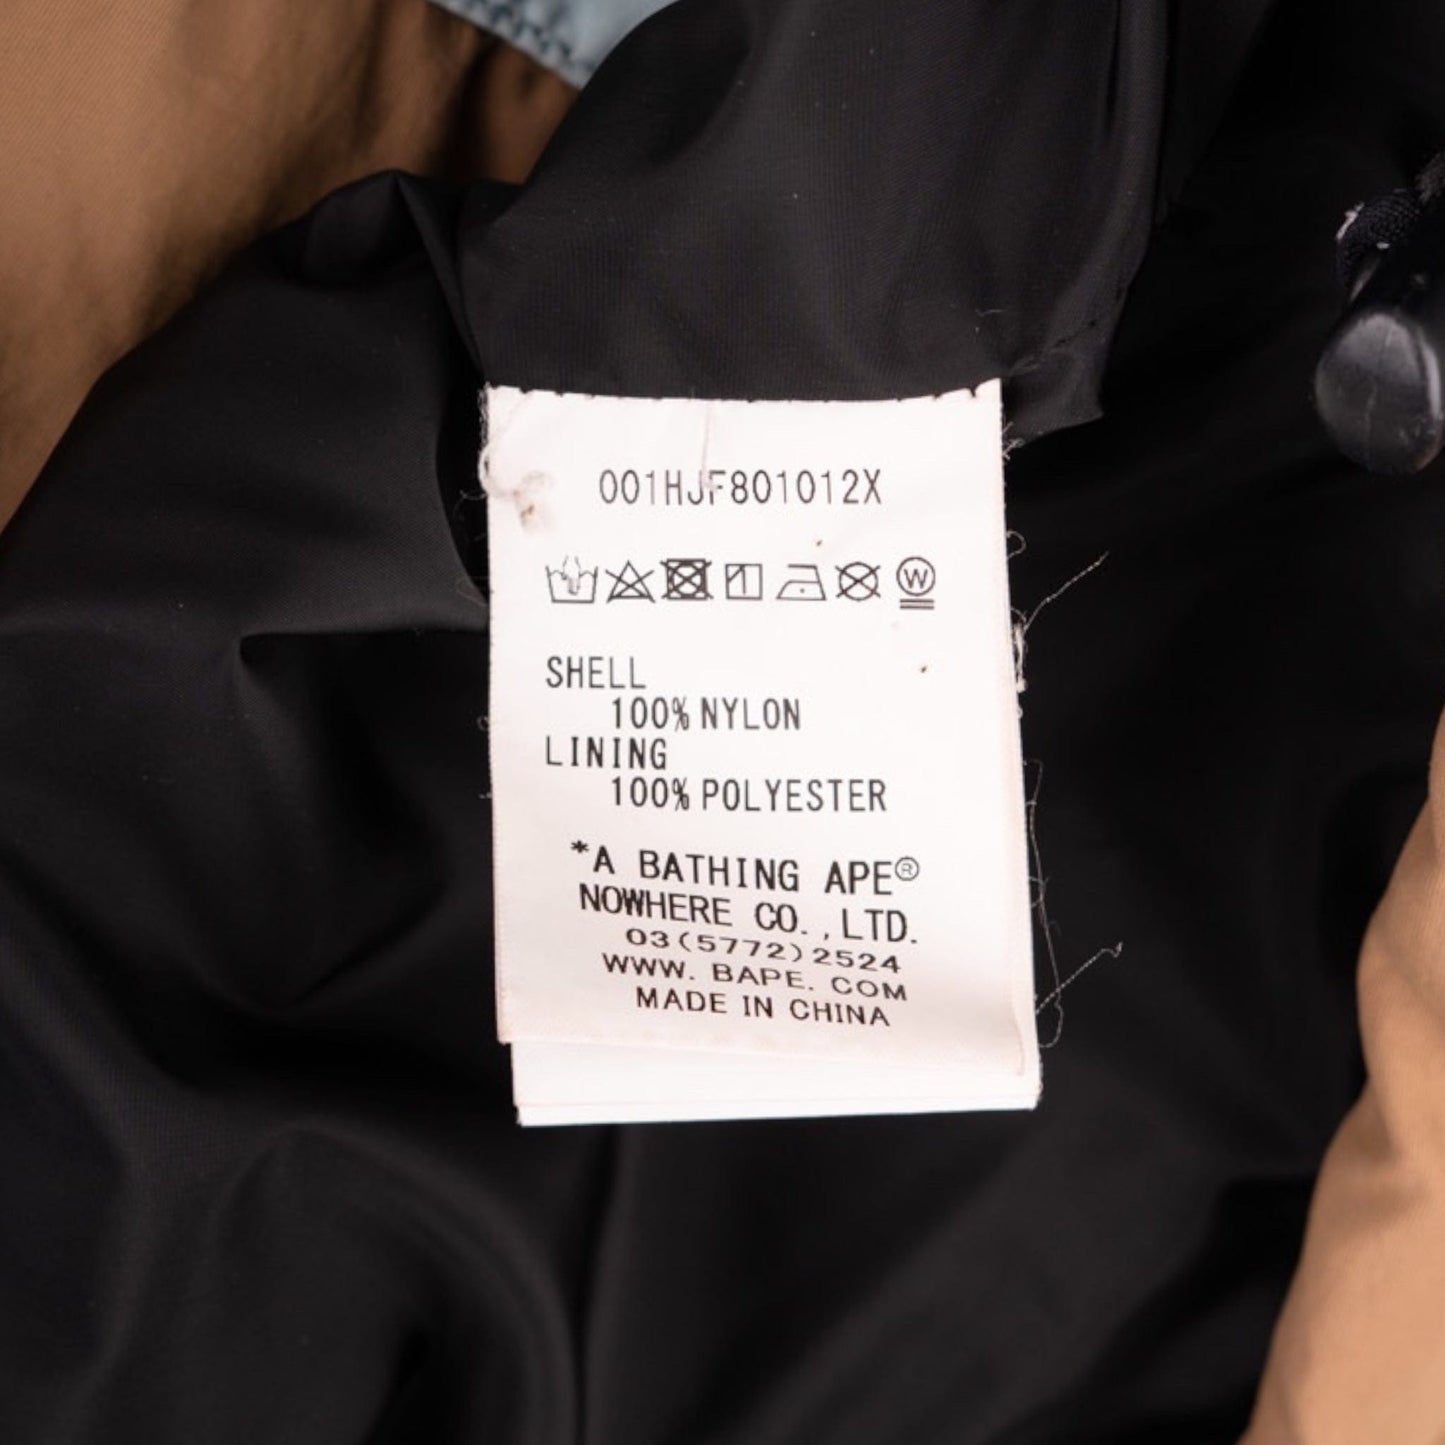 001HJF801012X
W
SHELL
100% NYLON
LINING
100% POLYESTER
*A BATHING APE®
NOWHERE CO.,LTD.
03(5772)2524
WWW. BAPE. COM
MADE IN CHINA